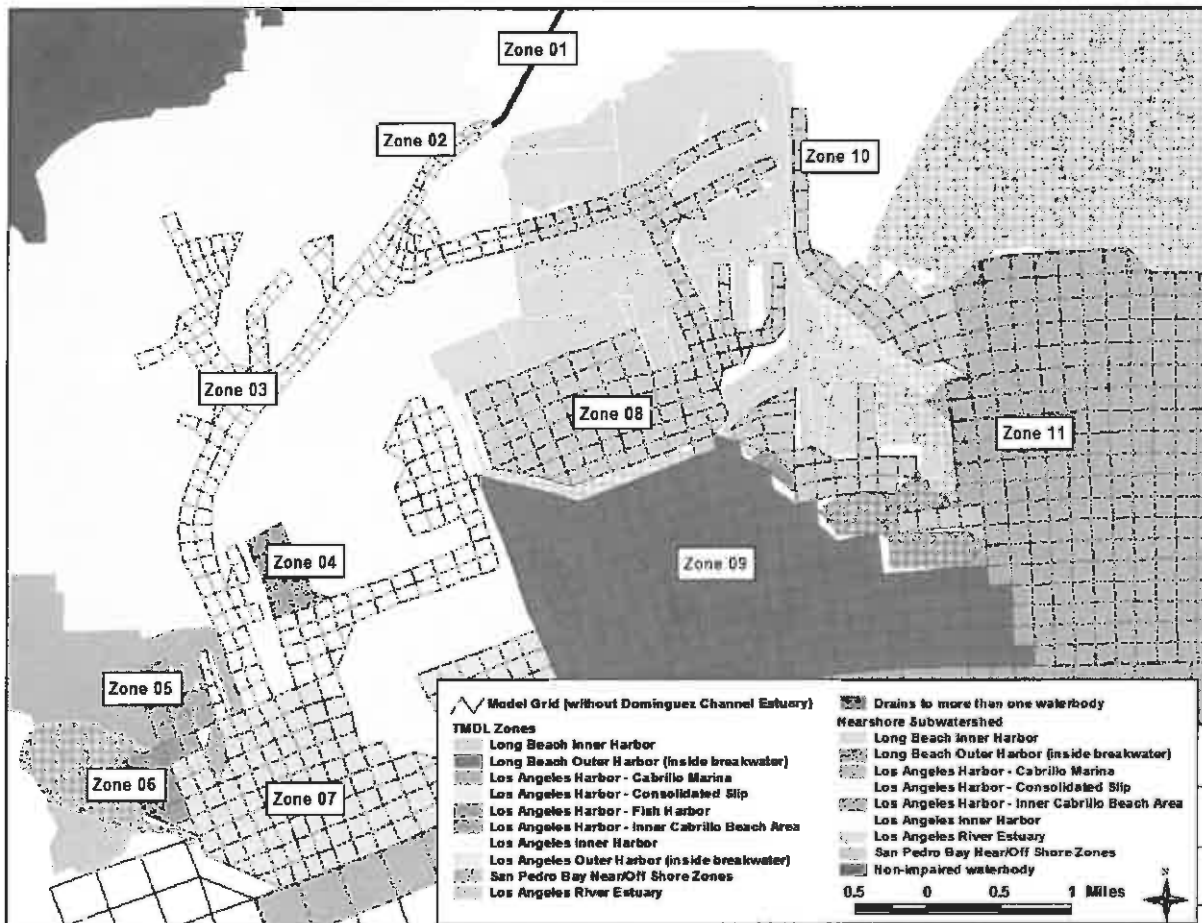 Zone 01
Zone 02
Zone 10
Zone 03
Zone 08
Zone 11
Zone 04
Zone 09
Zone 05
Zone 06
Zone 07
Model Grid (without Dominguez Channel Estuary)
TMDL Zones
Long Beach Inner Harbor
Long Beach Outer Harbor (inside breakwater)
Los Angeles Harbor - Cabrillo Marina
Los Angeles Harbor - Consolidated Slip
Los Angeles Harbor - Fish Harbor
Los Angeles Harbor - Inner Cabrillo Beach Area
Los Angeles Inner Harbor
Los Angeles Outer Harbor (inside breakwater)
San Pedro Bay Near/Off Shore Zones
Los Angeles River Estuary
Drains to more than one waterbody
Nearshore Subwatershed
Long Beach Inner Harbor
Long Beach Outer Harbor (inside breakwater)
Los Angeles Harbor - Cabrillo Marina
Los Angeles Harbor - Consolidated Slip
Los Angeles Harbor - Inner Cabrillo Beach Area
Los Angeles Inner Harbor
Los Angeles River Estuary
San Pedro Bay Near/Off Shore Zones
Non-impaired waterbody
0.5 0 0.5 1 Miles